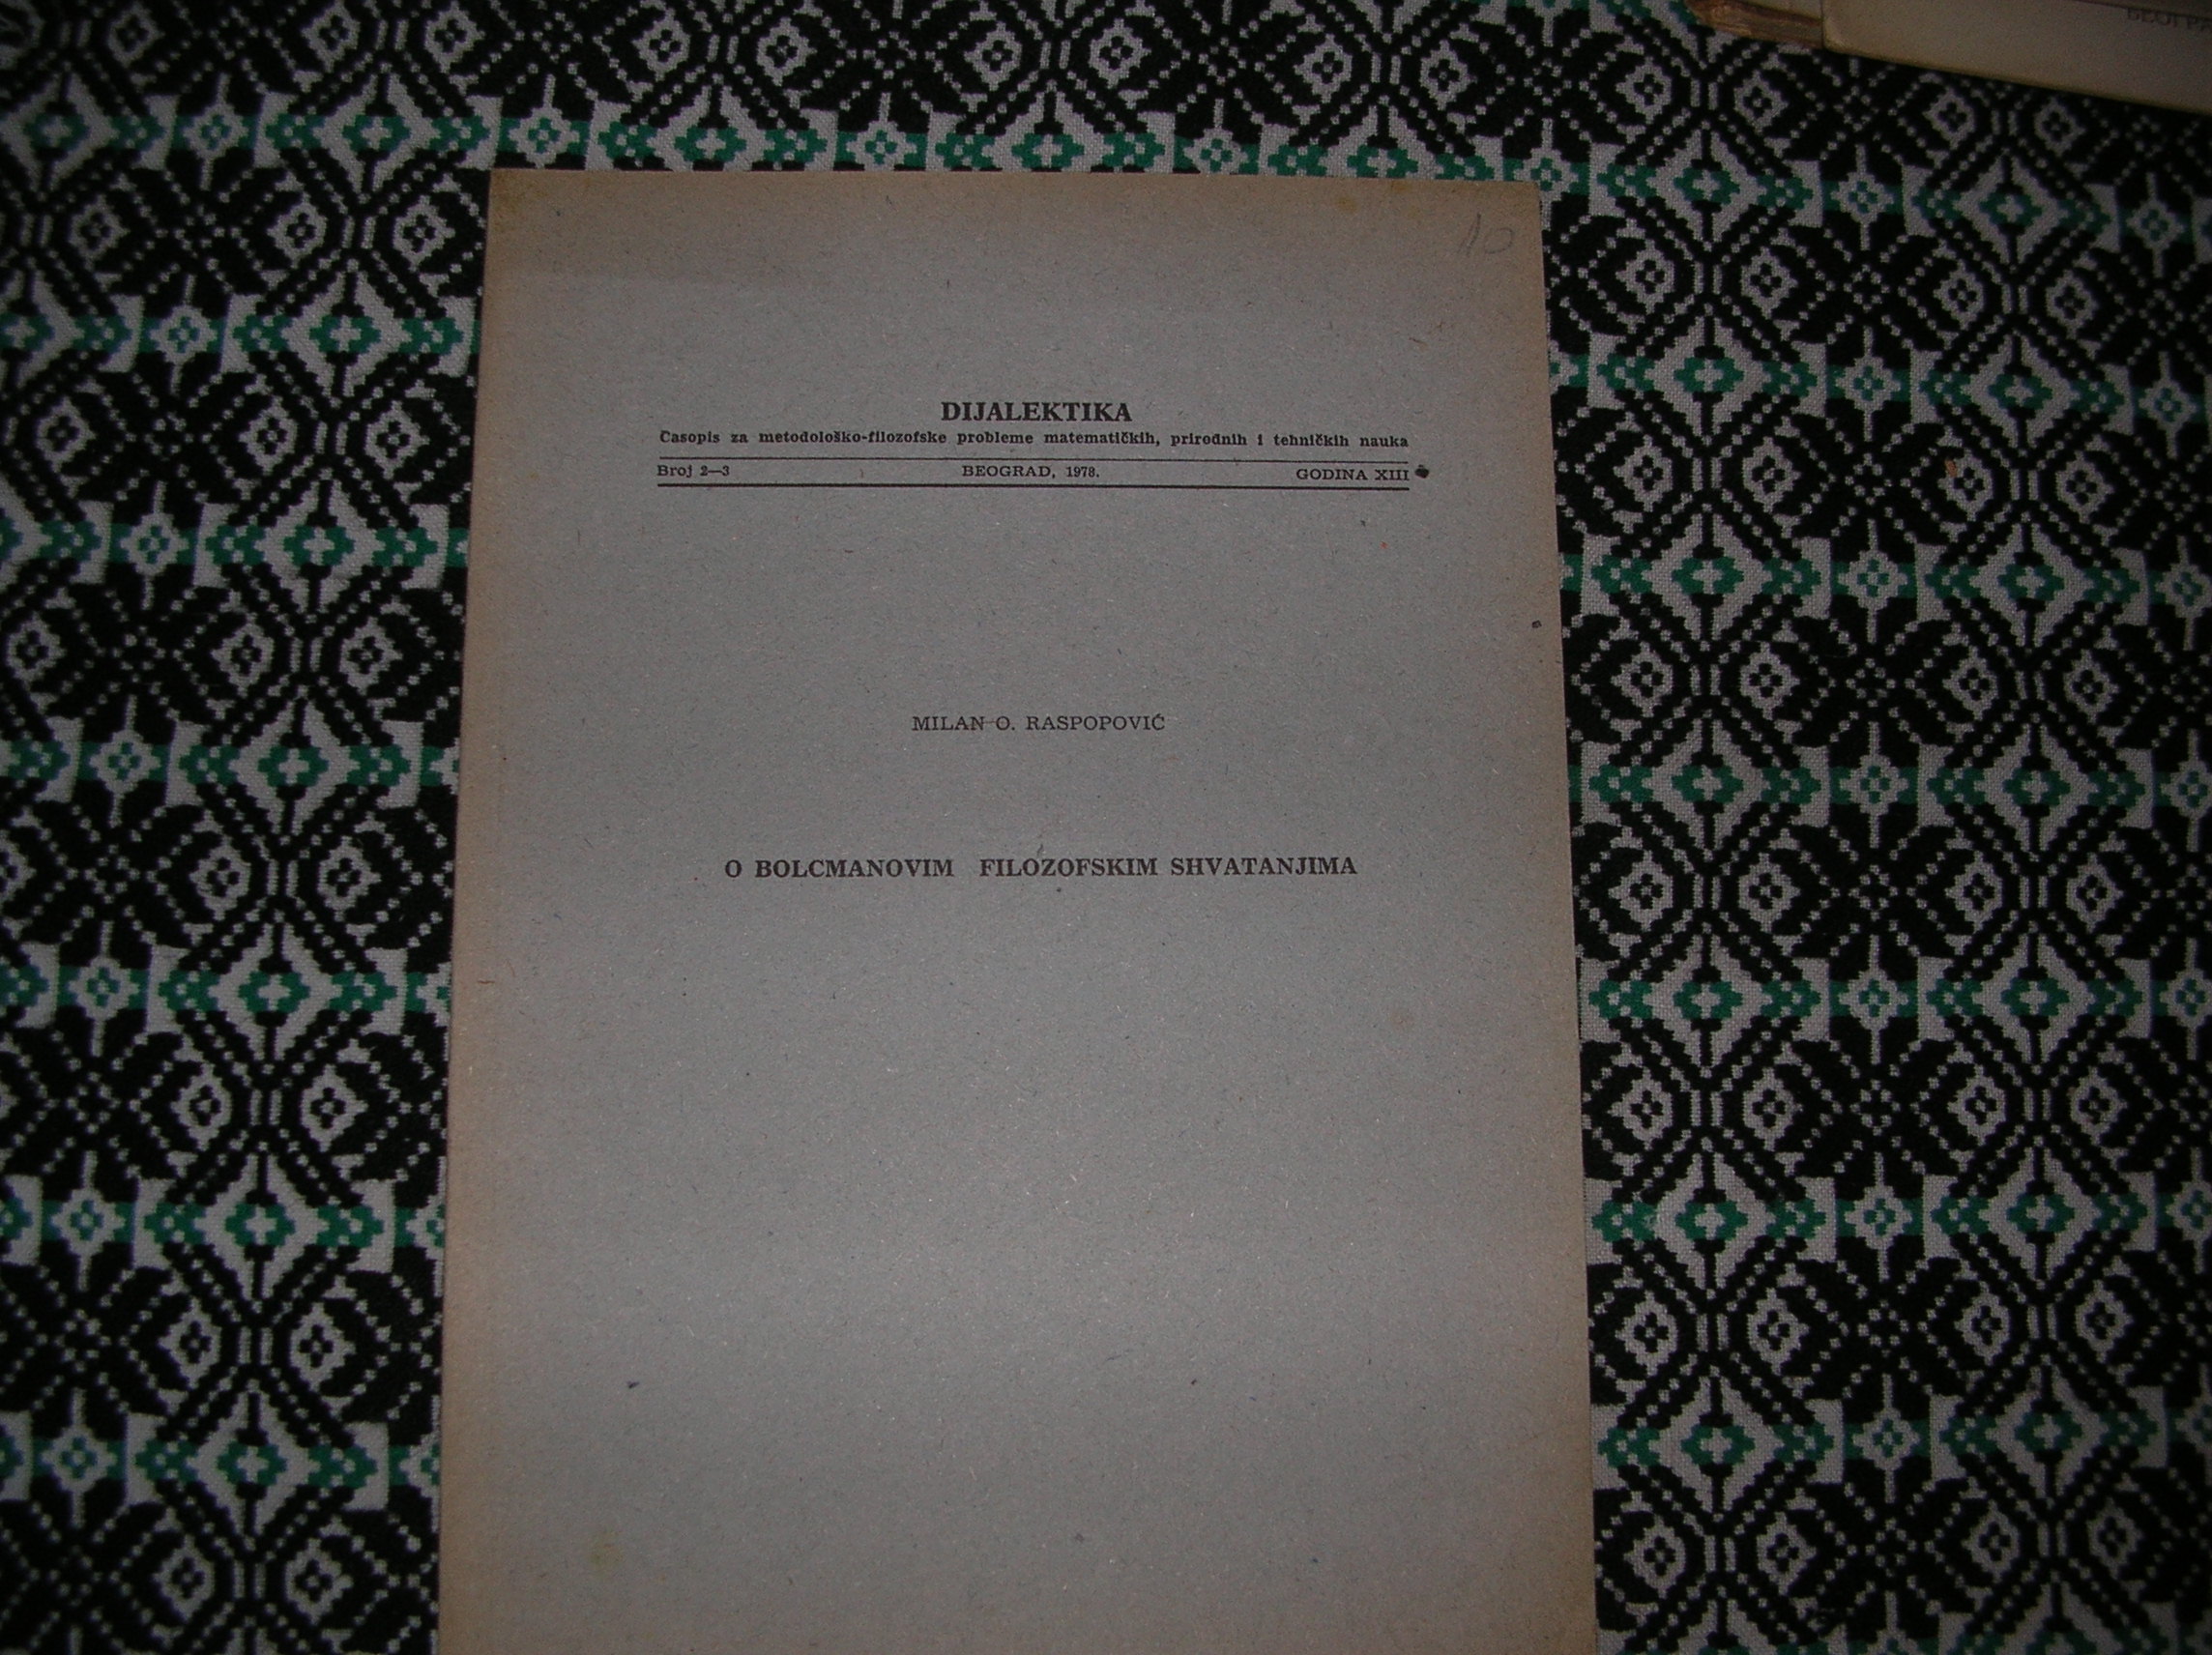 10
DIJALEKTIKA
Časopis za metodološko-filozofske probleme matematičkih, prirodnih i tehničkih nauka
Broj 2—3 BEOGRAD, 1978. GODINA XIII
MILAN O. RASPOPOVIĆ
O BOLCMANOVIM FILOZOFSKIM SHVATANJIMA